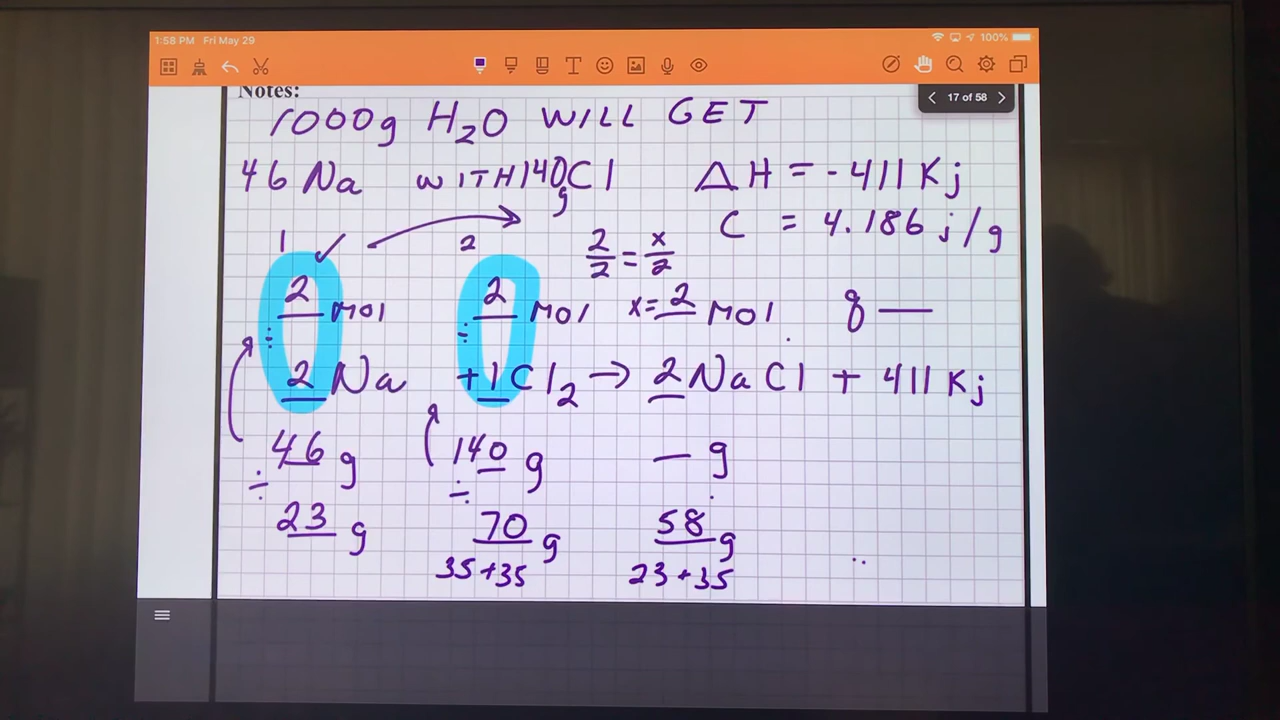 1:58 PM Fri May 29 100%
Notes:
17 of 58
1000g H2O WILL GET
46 Na WITH 140g Cl ΔH = -411 Kj
C = 4.186 j/g
1 ✓ 2 2/2 = x/2
2 Mol 2 Mol x= 2 Mol 8 —
÷ ÷
2 Na + 1 Cl2 → 2 NaCl + 411 Kj
46 g 140 g — g
÷ ÷
23 g 70 g 58 g
35+35 23+35